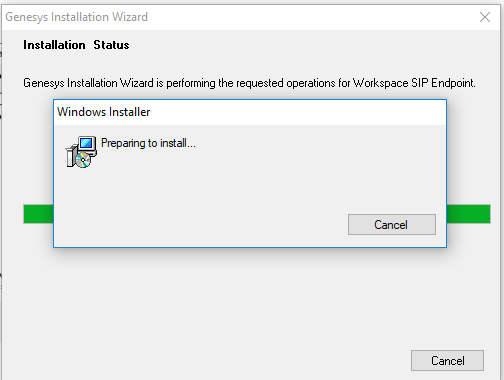 Genesys Installation Wizard
Installation Status
Genesys Installation Wizard is performing the requested operations for Workspace SIP Endpoint.
Windows Installer
Preparing to install...
Cancel
Cancel